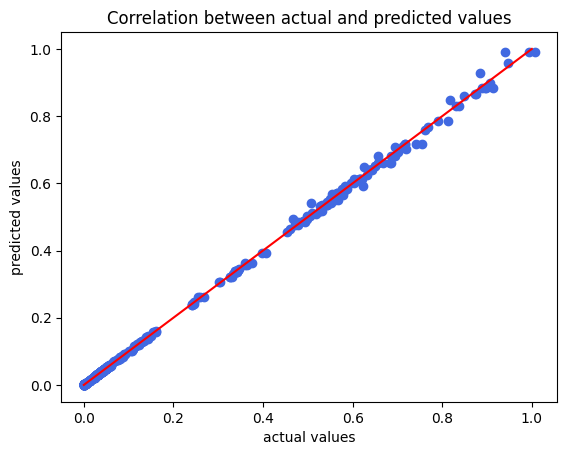 Correlation between actual and predicted values
predicted values
1.0
0.8
0.6
0.4
0.2
0.0
0.0 0.2 0.4 0.6 0.8 1.0
actual values